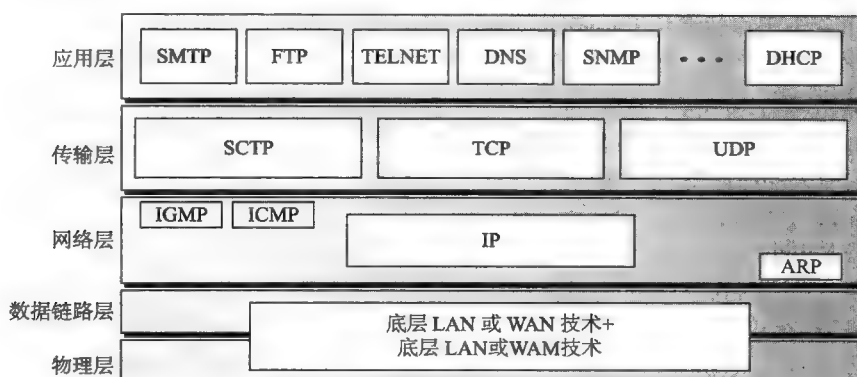 应用层 SMTP FTP TELNET DNS SNMP ··· DHCP
传输层 SCTP TCP UDP
IGMP ICMP
网络层 IP
ARP
数据链路层
底层 LAN 或 WAN 技术+
底层 LAN或WAM技术
物理层